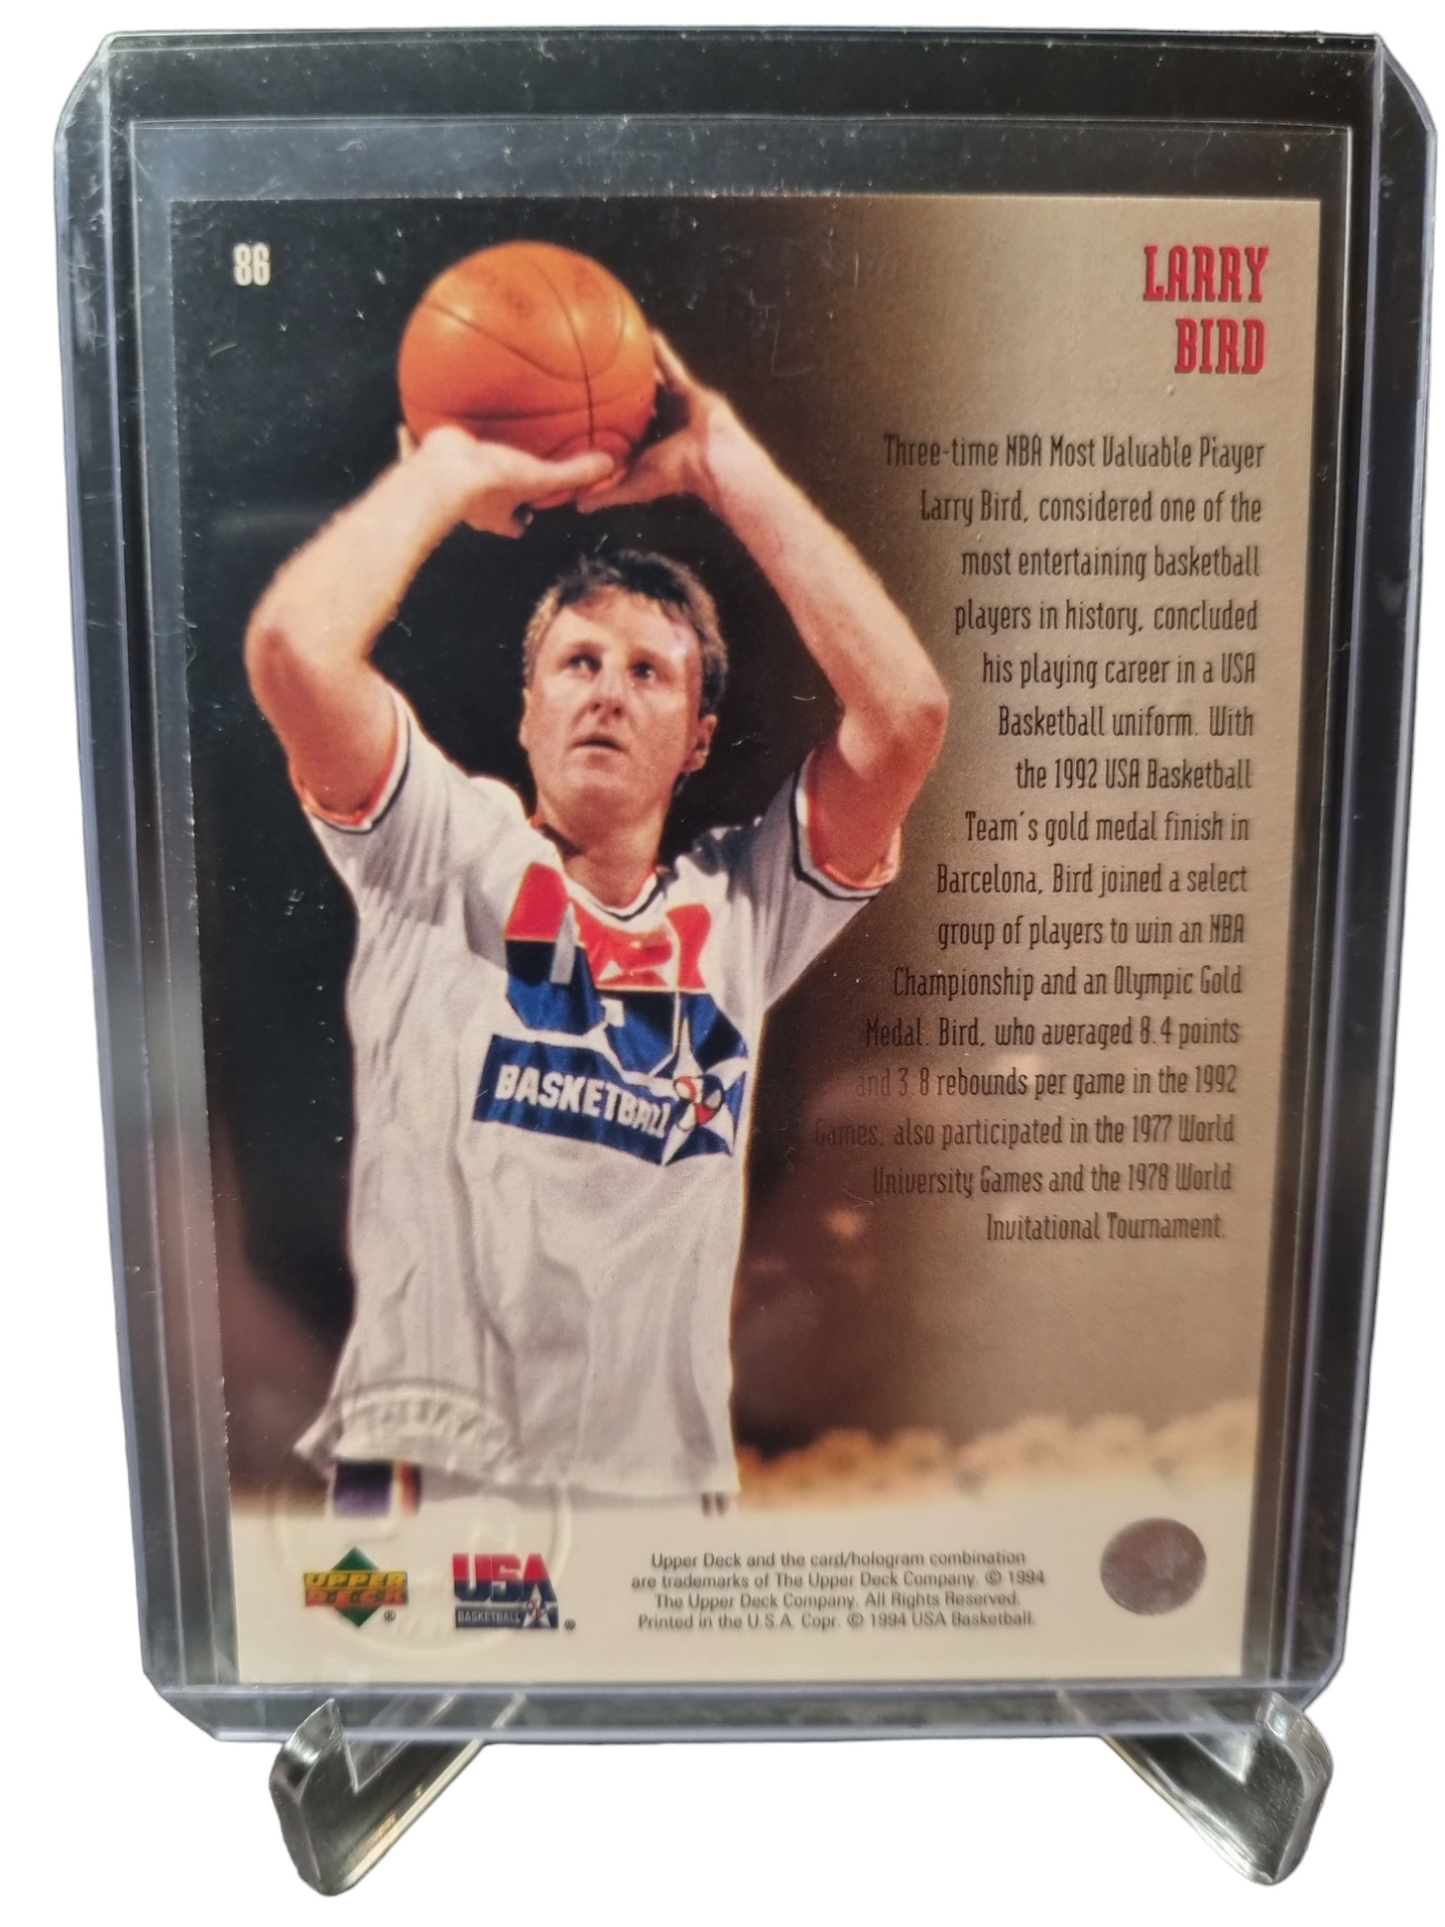 86
LARRY
BIRD
Three-time NBA Most Valuable Player
Larry Bird, considered one of the
most entertaining basketball
players in history, concluded
his playing career in a USA
Basketball uniform. With
the 1992 USA Basketball
Team's gold medal finish in
Barcelona, Bird joined a select
group of players to win an NBA
Championship and an Olympic Gold
Medal. Bird, who averaged 8.4 points
and 3.8 rebounds per game in the 1992
Games, also participated in the 1977 World
University Games and the 1978 World
Invitational Tournament.
BASKETBALL
UPPER
DECK
®
USA
BASKETBALL
®
Upper Deck and the card/hologram combination
are trademarks of The Upper Deck Company. © 1994
The Upper Deck Company. All Rights Reserved.
Printed in the U.S.A. Copr. © 1994 USA Basketball.